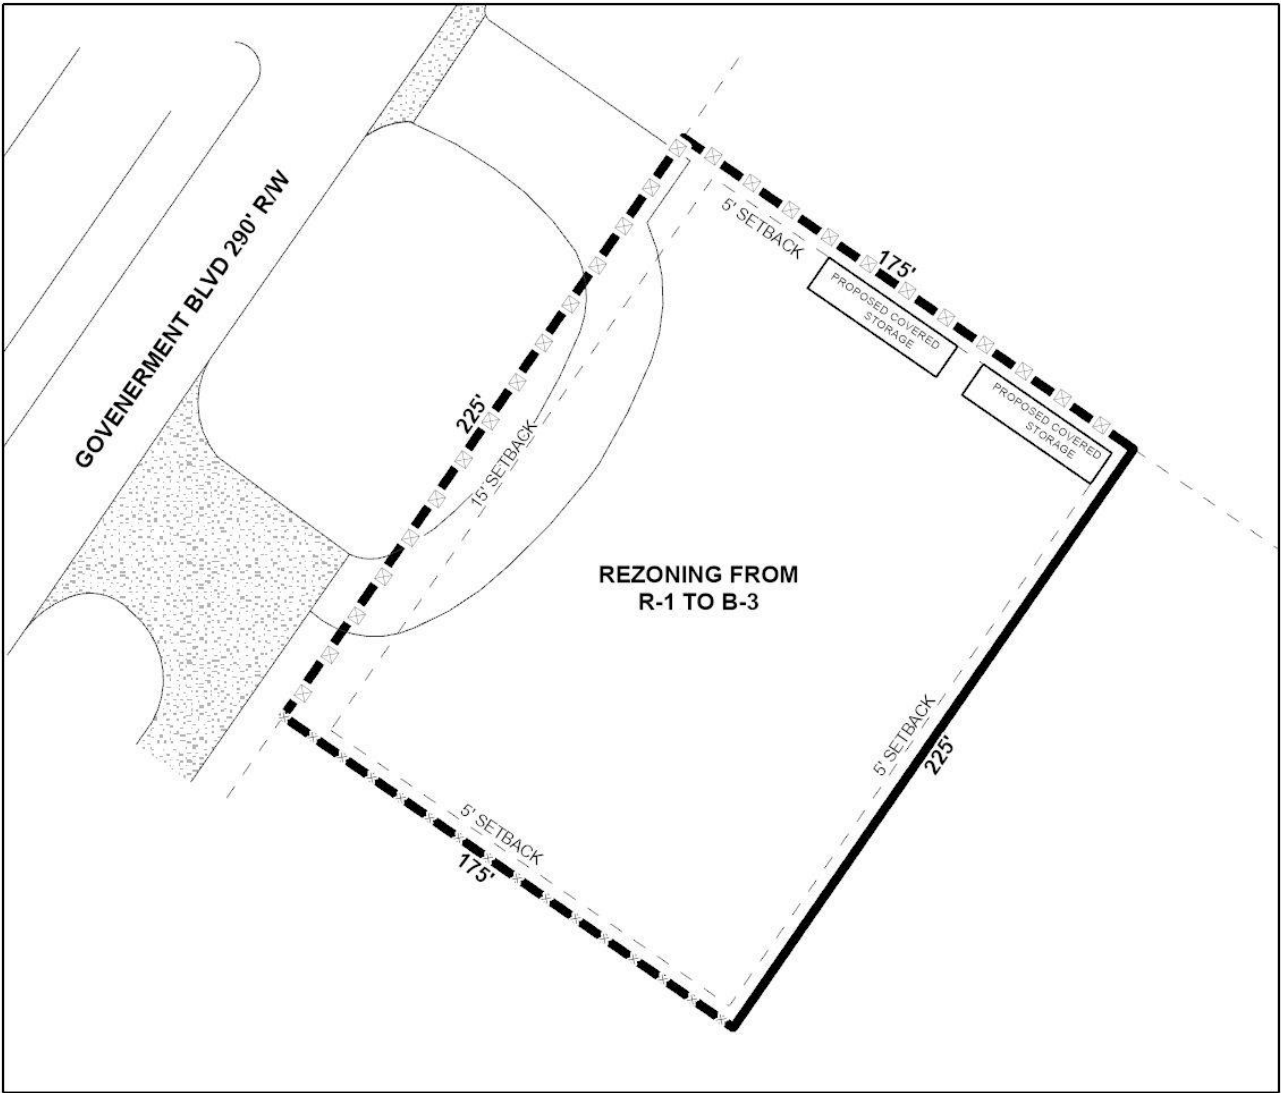 GOVENERMENT BLVD 290' R/W
5' SETBACK
175'
PROPOSED COVERED
STORAGE
PROPOSED COVERED
STORAGE
225'
15' SETBACK
REZONING FROM
R-1 TO B-3
5' SETBACK
225'
5' SETBACK
175'